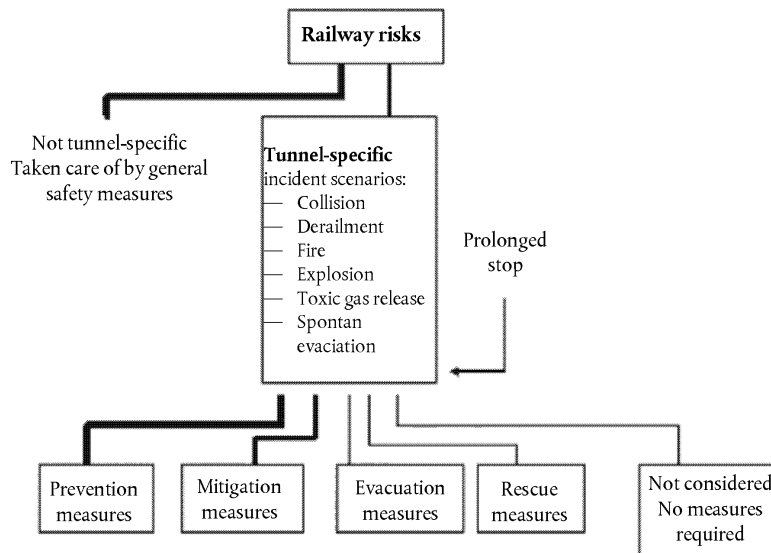 Railway risks
Not tunnel-specific
Taken care of by general
safety measures
Tunnel-specific
incident scenarios:
— Collision
— Derailment
— Fire
— Explosion
— Toxic gas release
— Spontan
evaciation
Prolonged
stop
Prevention
measures
Mitigation
measures
Evacuation
measures
Rescue
measures
Not considered
No measures
required